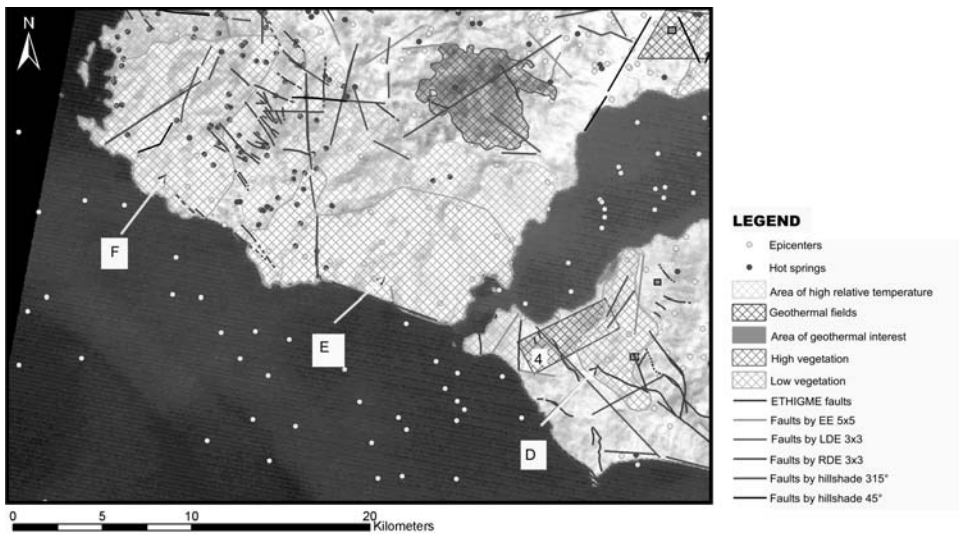 N
F
E
4
D
LEGEND
Epicenters
Hot springs
Area of high relative temperature
Geothermal fields
Area of geothermal interest
High vegetation
Low vegetation
ETHIGME faults
Faults by EE 5x5
Faults by LDE 3x3
Faults by RDE 3x3
Faults by hillshade 315°
Faults by hillshade 45°
0 5 10 20
Kilometers